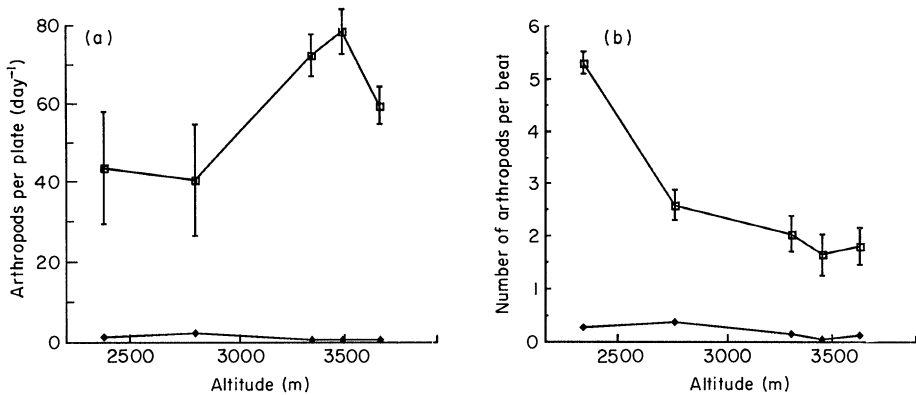 (a)
Arthropods per plate (day⁻¹)
80
60
40
20
0
2500 3000 3500
Altitude (m)
(b)
Number of arthropods per beat
6
5
4
3
2
1
0
2500 3000 3500
Altitude (m)